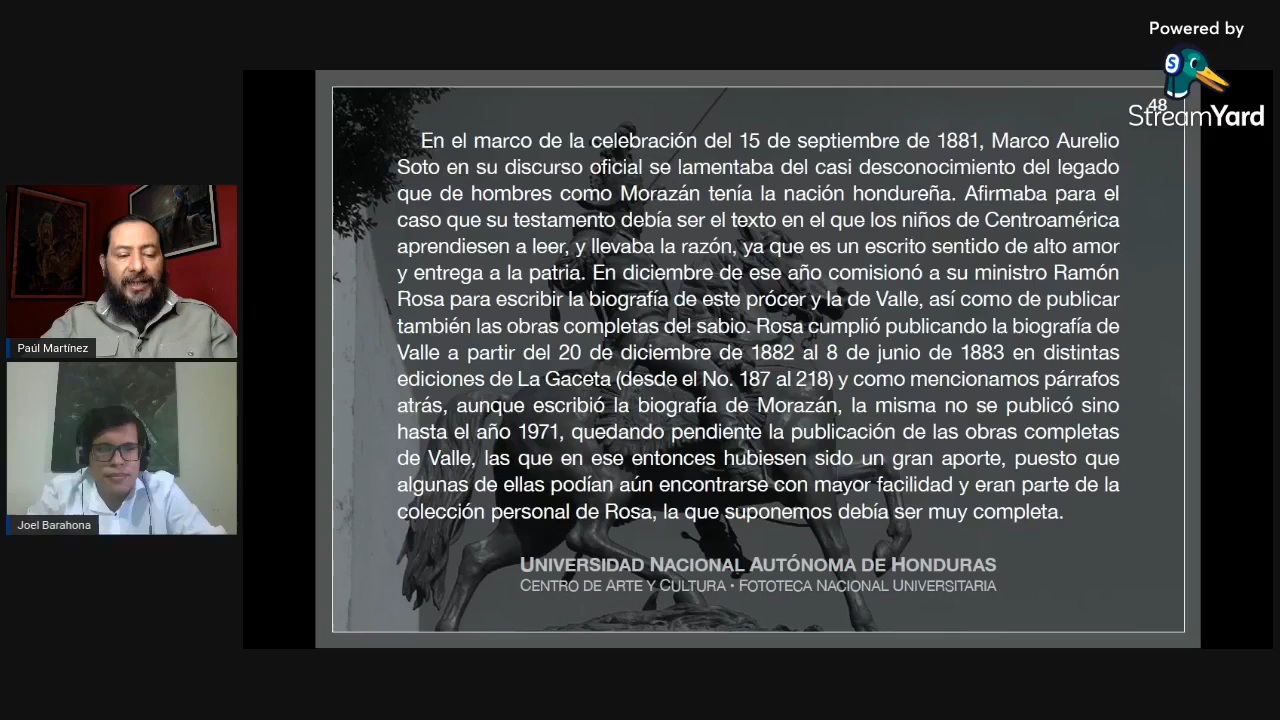 Powered by
StreamYard
48
En el marco de la celebración del 15 de septiembre de 1881, Marco Aurelio
Soto en su discurso oficial se lamentaba del casi desconocimiento del legado
que de hombres como Morazán tenía la nación hondureña. Afirmaba para el
caso que su testamento debía ser el texto en el que los niños de Centroamérica
aprendiesen a leer, y llevaba la razón, ya que es un escrito sentido de alto amor
y entrega a la patria. En diciembre de ese año comisionó a su ministro Ramón
Rosa para escribir la biografía de este prócer y la de Valle, así como de publicar
también las obras completas del sabio. Rosa cumplió publicando la biografía de
Valle a partir del 20 de diciembre de 1882 al 8 de junio de 1883 en distintas
ediciones de La Gaceta (desde el No. 187 al 218) y como mencionamos párrafos
atrás, aunque escribió la biografía de Morazán, la misma no se publicó sino
hasta el año 1971, quedando pendiente la publicación de las obras completas
de Valle, las que en ese entonces hubiesen sido un gran aporte, puesto que
algunas de ellas podían aún encontrarse con mayor facilidad y eran parte de la
colección personal de Rosa, la que suponemos debía ser muy completa.
UNIVERSIDAD NACIONAL AUTÓNOMA DE HONDURAS
CENTRO DE ARTE Y CULTURA • FOTOTECA NACIONAL UNIVERSITARIA
Paúl Martínez
Joel Barahona